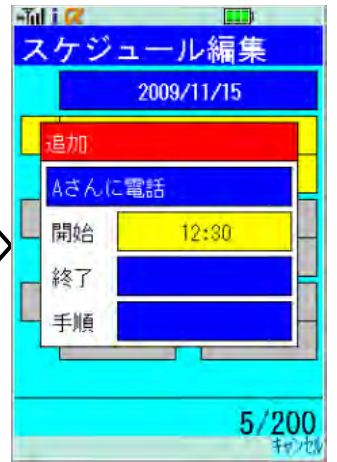 スケジュール編集
2009/11/15
追加
Aさんに電話
開始 12:30
終了
手順
5/200
キャンセル